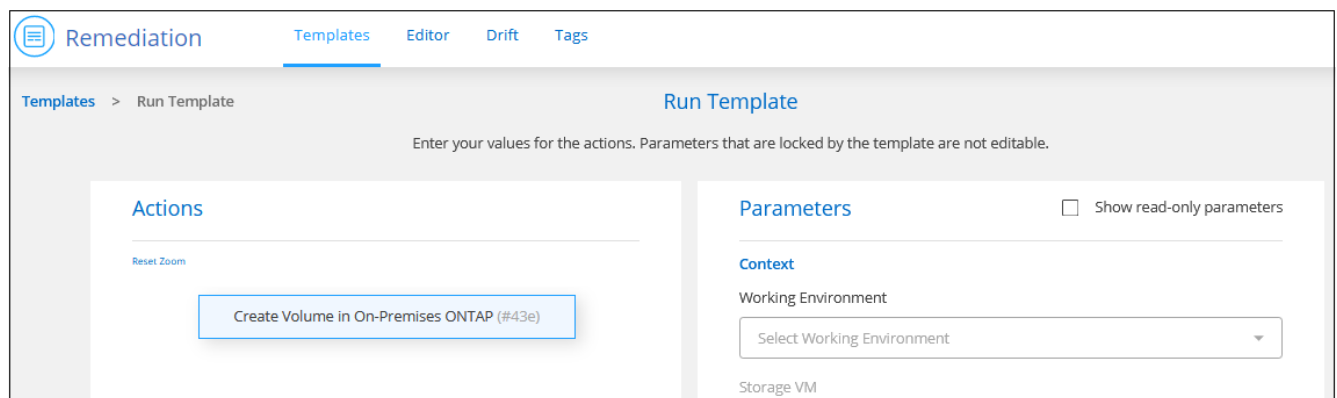 Remediation
Templates
Editor
Drift
Tags
Templates > Run Template
Run Template
Enter your values for the actions. Parameters that are locked by the template are not editable.
Actions
Reset Zoom
Create Volume in On-Premises ONTAP (#43e)
Parameters
Show read-only parameters
Context
Working Environment
Select Working Environment
Storage VM